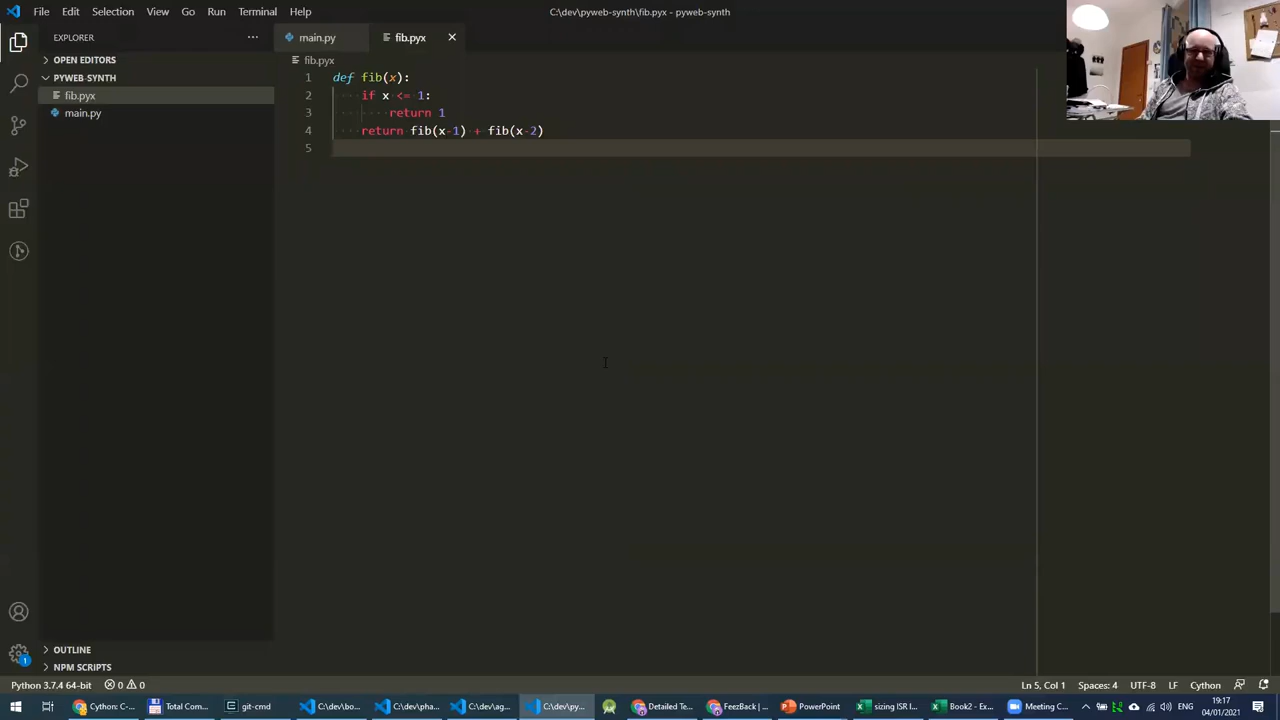 File Edit Selection View Go Run Terminal Help
C:\dev\pyweb-synth\fib.pyx - pyweb-synth
EXPLORER
main.py
fib.pyx
OPEN EDITORS
fib.pyx
PYWEB-SYNTH
fib.pyx
main.py
1 def fib(x):
2 if x <= 1:
3 return 1
4 return fib(x-1) + fib(x-2)
5
OUTLINE
NPM SCRIPTS
1
Python 3.7.4 64-bit
0 0
Ln 5, Col 1
Spaces: 4
UTF-8
LF
Cython
Cython: C-...
Total Com...
git-cmd
C:\dev\bo...
C:\dev\pha...
C:\dev\ag...
C:\dev\py...
Detailed Te...
FeezBack | ...
PowerPoint
sizing ISR I...
Book2 - Ex...
Meeting C...
ENG
19:17
04/01/2021